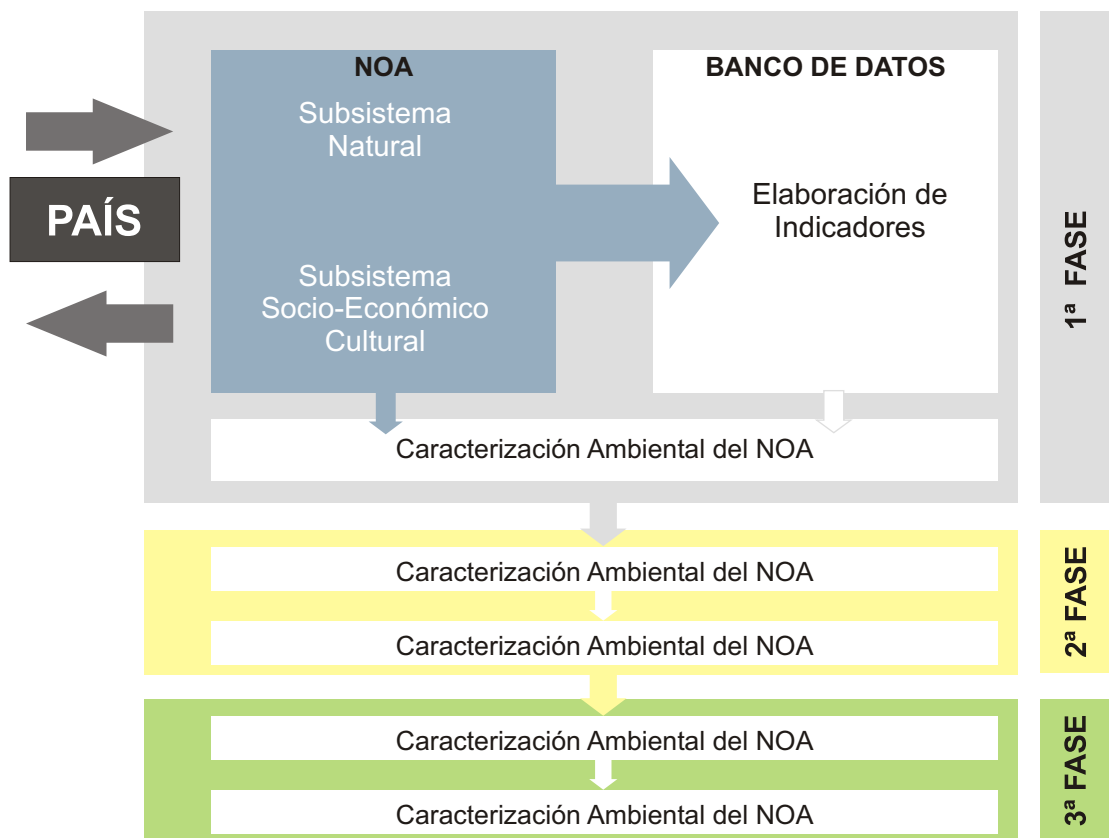 NOA
Subsistema
Natural
Subsistema
Socio-Económico
Cultural
BANCO DE DATOS
Elaboración de
Indicadores
PAÍS
Caracterización Ambiental del NOA
1ª FASE
Caracterización Ambiental del NOA
Caracterización Ambiental del NOA
2ª FASE
Caracterización Ambiental del NOA
Caracterización Ambiental del NOA
3ª FASE